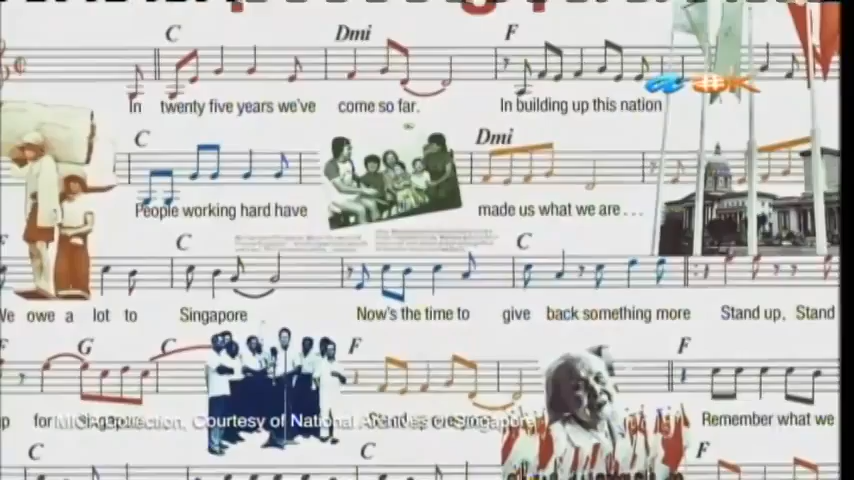 C Dmi F
okto
In twenty five years we've come so far. In building up this nation
C Dmi
People working hard have made us what we are...
C C
We owe a lot to Singapore Now's the time to give back something more Stand up, Stand
G C F F
for Remember what we
MICA Collection, Courtesy of National Archives of Singapore
C C F